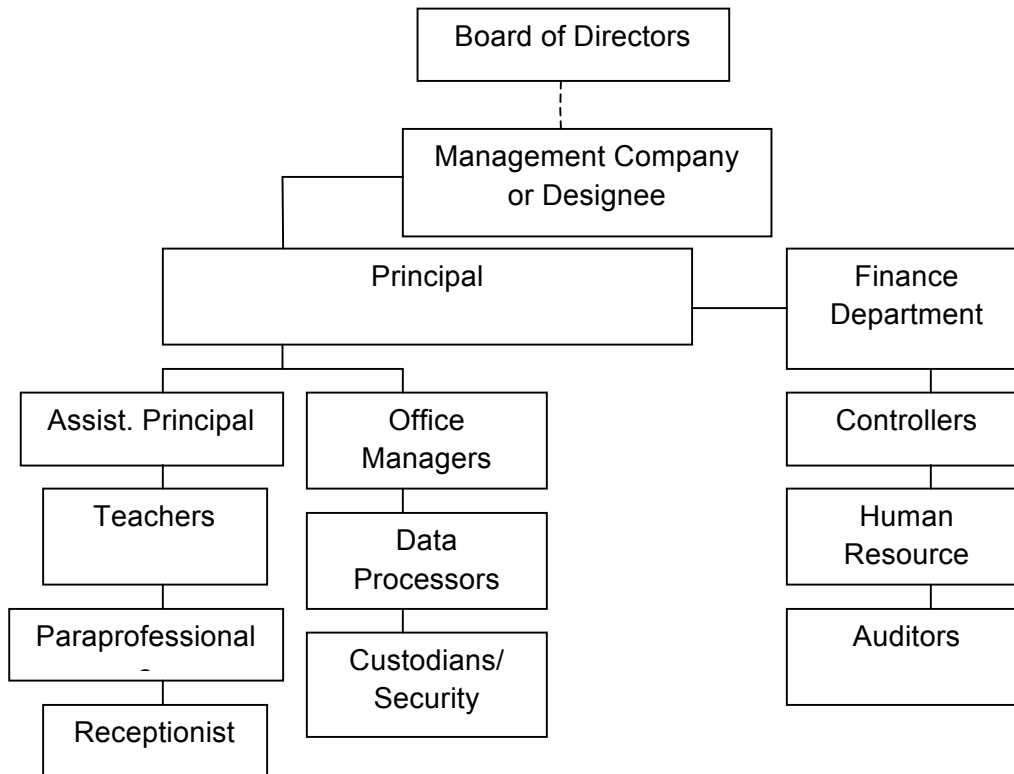 Board of Directors
Management Company
or Designee
Principal
Finance
Department
Assist. Principal
Office
Managers
Controllers
Teachers
Data
Processors
Human
Resource
Paraprofessional
Custodians/
Security
Auditors
Receptionist